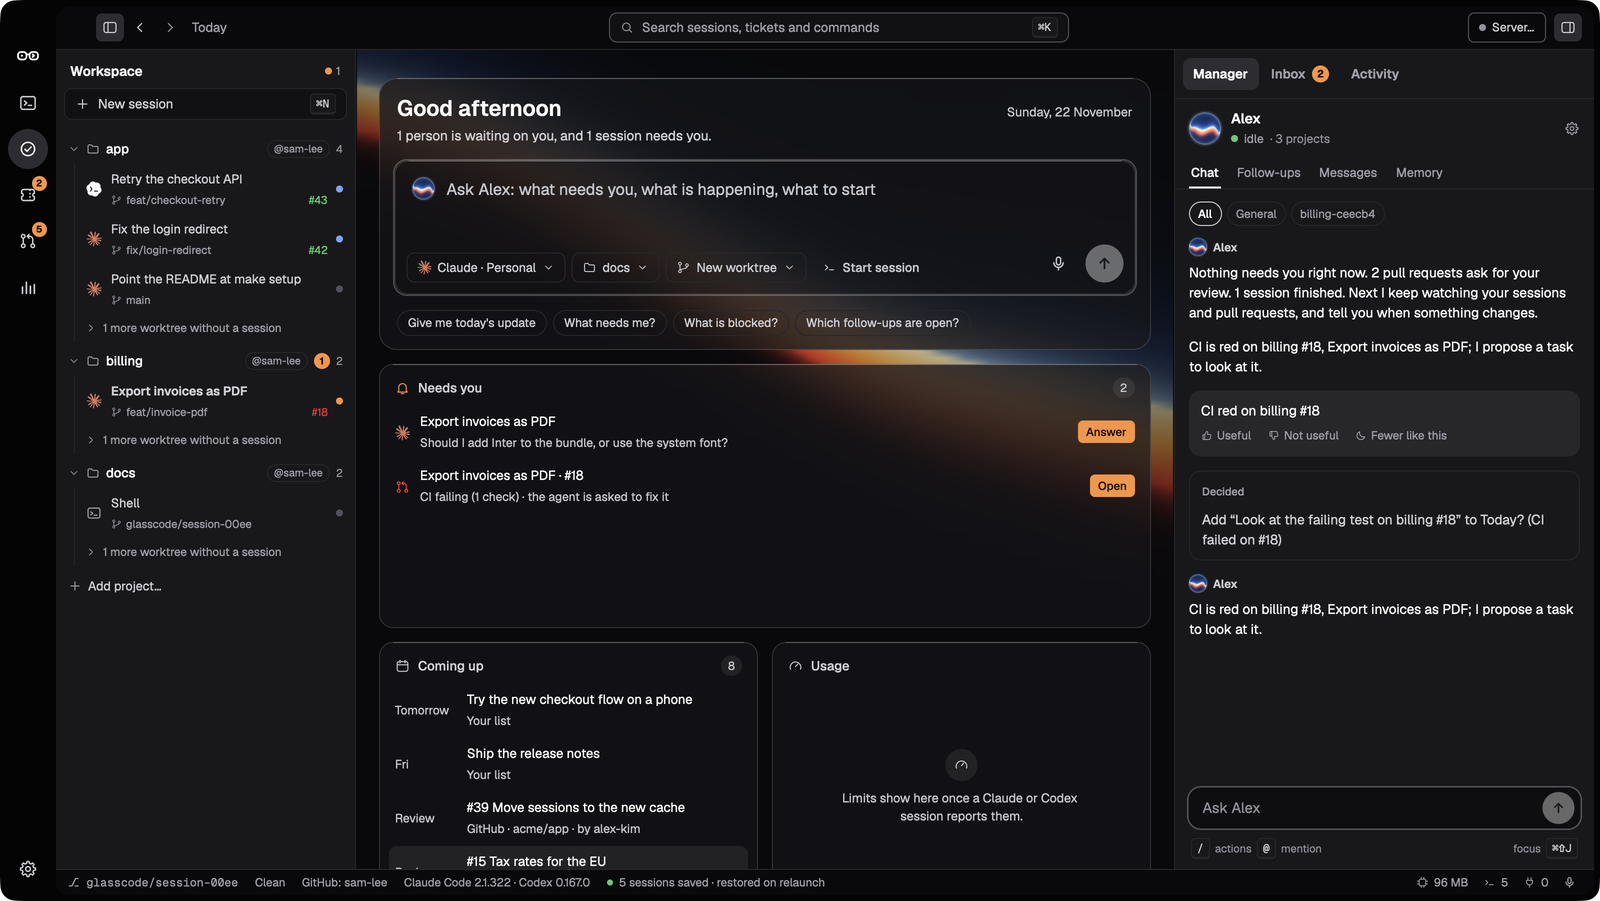 Today
Search sessions, tickets and commands
⌘K
Server...
Workspace
1
New session
⌘N
app
@sam-lee
4
Retry the checkout API
feat/checkout-retry
#43
Fix the login redirect
fix/login-redirect
#42
Point the README at make setup
main
1 more worktree without a session
billing
@sam-lee
1
2
Export invoices as PDF
feat/invoice-pdf
#18
1 more worktree without a session
docs
@sam-lee
2
Shell
glasscode/session-00ee
1 more worktree without a session
Add project...
2
5
Good afternoon
Sunday, 22 November
1 person is waiting on you, and 1 session needs you.
Ask Alex: what needs you, what is happening, what to start
Claude · Personal
docs
New worktree
Start session
Give me today's update
What needs me?
What is blocked?
Which follow-ups are open?
Needs you
2
Export invoices as PDF
Should I add Inter to the bundle, or use the system font?
Answer
Export invoices as PDF · #18
CI failing (1 check) · the agent is asked to fix it
Open
Coming up
8
Tomorrow
Try the new checkout flow on a phone
Your list
Fri
Ship the release notes
Your list
Review
#39 Move sessions to the new cache
GitHub · acme/app · by alex-kim
#15 Tax rates for the EU
Usage
Limits show here once a Claude or Codex
session reports them.
Manager
Inbox
2
Activity
Alex
idle · 3 projects
Chat
Follow-ups
Messages
Memory
All
General
billing-ceecb4
Alex
Nothing needs you right now. 2 pull requests ask for your
review. 1 session finished. Next I keep watching your sessions
and pull requests, and tell you when something changes.
CI is red on billing #18, Export invoices as PDF; I propose a task
to look at it.
CI red on billing #18
Useful
Not useful
Fewer like this
Decided
Add “Look at the failing test on billing #18” to Today? (CI
failed on #18)
Alex
CI is red on billing #18, Export invoices as PDF; I propose a task
to look at it.
Ask Alex
/ actions @ mention
focus ⌘⇧J
glasscode/session-00ee
Clean
GitHub: sam-lee
Claude Code 2.1.322 · Codex 0.167.0
5 sessions saved · restored on relaunch
96 MB
5
0